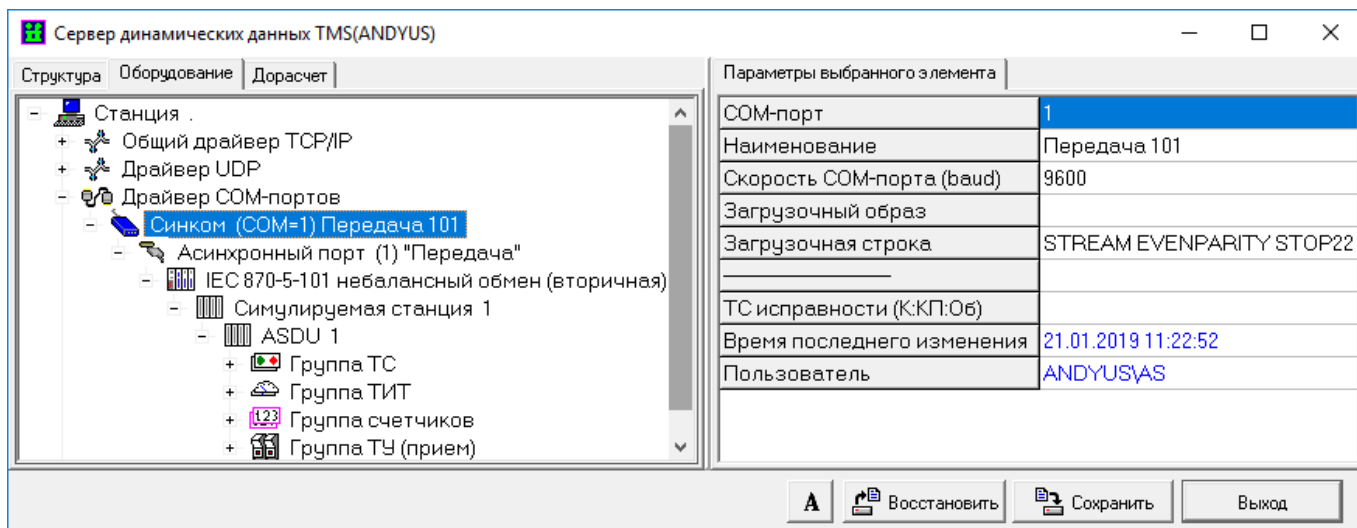 Сервер динамических данных TMS(ANDYUS)
Структура Оборудование Дорасчет
Станция .
Общий драйвер TCP/IP
Драйвер UDP
Драйвер COM-портов
Синком (COM=1) Передача 101
Асинхронный порт (1) "Передача"
IEC 870-5-101 небалансный обмен (вторичная)
Симулируемая станция 1
ASDU 1
Группа ТС
Группа ТИТ
123 Группа счетчиков
Группа ТУ (прием)
Параметры выбранного элемента
COM-порт 1
Наименование Передача 101
Скорость COM-порта (baud) 9600
Загрузочный образ
Загрузочная строка STREAM EVENPARITY STOP22
ТС исправности (К:КП:Об)
Время последнего изменения 21.01.2019 11:22:52
Пользователь ANDYUS\AS
A Восстановить Сохранить Выход